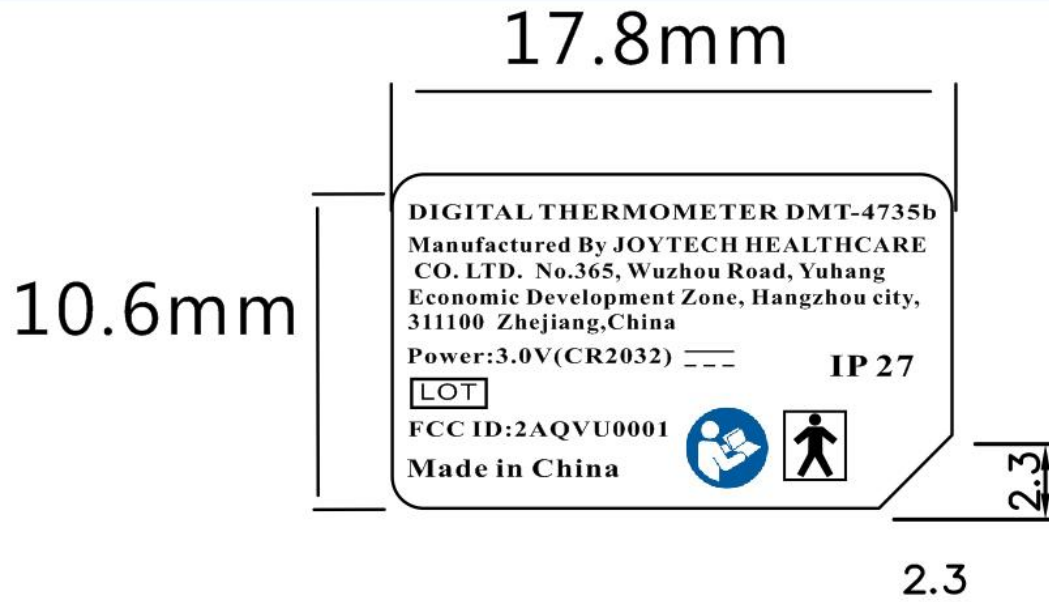 17.8mm
10.6mm
DIGITAL THERMOMETER DMT-4735b
Manufactured By JOYTECH HEALTHCARE
CO. LTD. No.365, Wuzhou Road, Yuhang
Economic Development Zone, Hangzhou city,
311100 Zhejiang,China
Power:3.0V(CR2032)
IP 27
LOT
FCC ID:2AQVU0001
Made in China
2.3
2.3